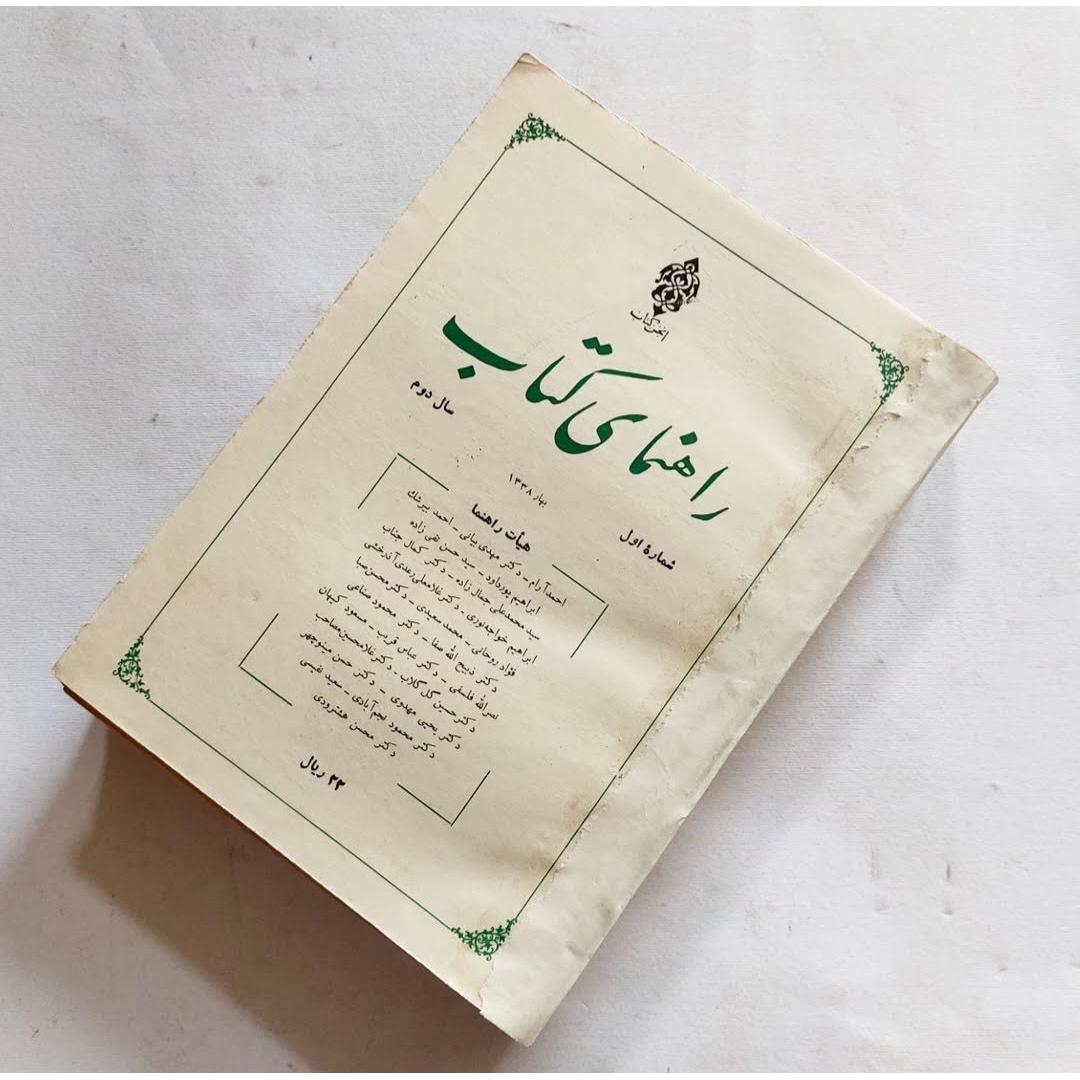 انجمن کتاب
راهنمای کتاب
سال دوم
شمارهٔ اول
بهار ۱۳۳۸
هیأت راهنما
احمد آرام - دکتر مهدی بیانی - احمد بیرشک
ابراهیم پورداود - سید حسن تقی زاده
سید محمدعلی جمال زاده - دکتر کمال جناب
ابراهیم خواجه نوری - دکتر غلامعلی رعدی آذرخشی
فؤاد روحانی - محمد سعیدی - دکتر محسن صبا
دکتر ذبیح الله صفا - دکتر محمود صناعی
نصرالله فلسفی - دکتر عباس قریب - مسعود کیهان
دکتر حسین گل گلاب - دکتر غلامحسین مصاحب
دکتر یحیی مهدوی - دکتر حسن مینوچهر
دکتر محمود نجم آبادی - سعید نفیسی
دکتر محسن هشترودی
۳۲ ریال